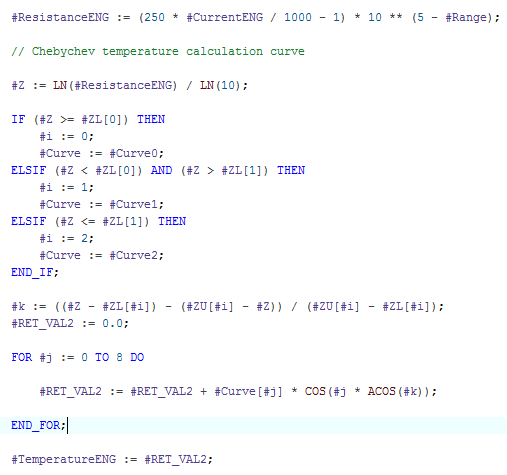 #ResistanceENG := (250 * #CurrentENG / 1000 - 1) * 10 ** (5 - #Range);
// Chebychev temperature calculation curve
#Z := LN(#ResistanceENG) / LN(10);
IF (#Z >= #ZL[0]) THEN
#i := 0;
#Curve := #Curve0;
ELSIF (#Z < #ZL[0]) AND (#Z > #ZL[1]) THEN
#i := 1;
#Curve := #Curve1;
ELSIF (#Z <= #ZL[1]) THEN
#i := 2;
#Curve := #Curve2;
END_IF;
#k := ((#Z - #ZL[#i]) - (#ZU[#i] - #Z)) / (#ZU[#i] - #ZL[#i]);
#RET_VAL2 := 0.0;
FOR #j := 0 TO 8 DO
#RET_VAL2 := #RET_VAL2 + #Curve[#j] * COS(#j * ACOS(#k));
END_FOR;
#TemperatureENG := #RET_VAL2;